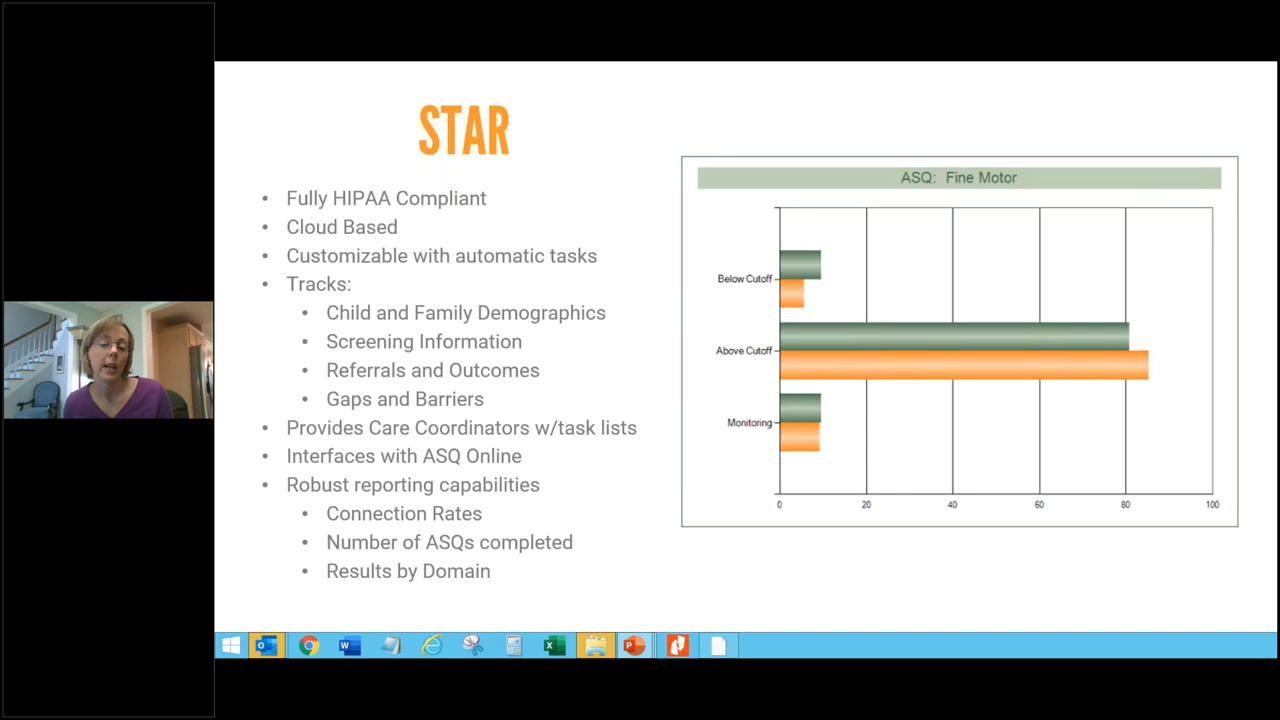 STAR
• Fully HIPAA Compliant
• Cloud Based
• Customizable with automatic tasks
• Tracks:
• Child and Family Demographics
• Screening Information
• Referrals and Outcomes
• Gaps and Barriers
• Provides Care Coordinators w/task lists
• Interfaces with ASQ Online
• Robust reporting capabilities
• Connection Rates
• Number of ASQs completed
• Results by Domain
ASQ: Fine Motor
Below Cutoff
Above Cutoff
Monitoring
0 20 40 60 80 100